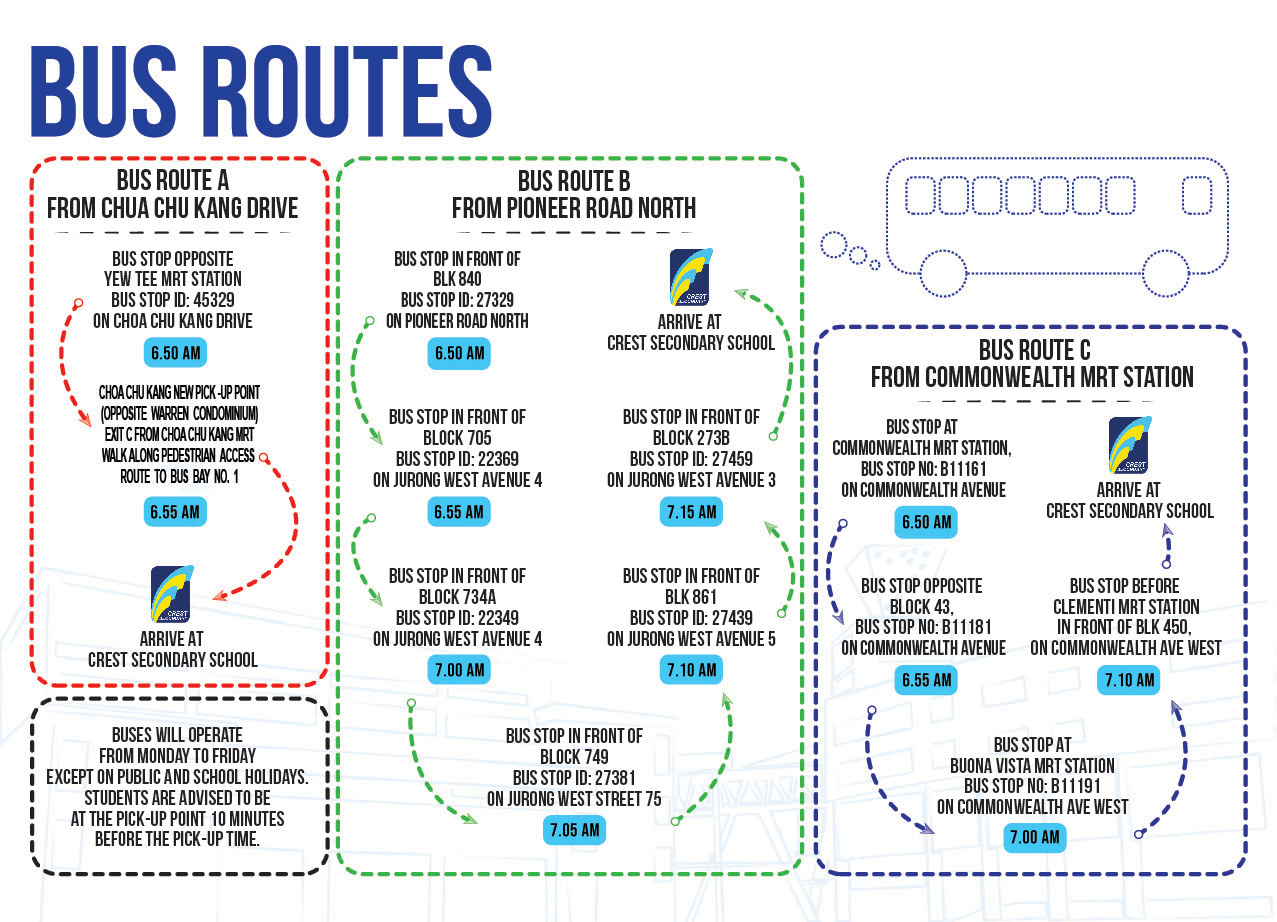 BUS ROUTES
BUS ROUTE A
FROM CHUA CHU KANG DRIVE
BUS STOP OPPOSITE
YEW TEE MRT STATION
BUS STOP ID: 45329
ON CHOA CHU KANG DRIVE
6.50 AM
CHOA CHU KANG NEW PICK-UP POINT
(OPPOSITE WARREN CONDOMINIUM)
EXIT C FROM CHOA CHU KANG MRT
WALK ALONG PEDESTRIAN ACCESS
ROUTE TO BUS BAY NO. 1
6.55 AM
CREST
SECONDARY
ARRIVE AT
CREST SECONDARY SCHOOL
BUSES WILL OPERATE
FROM MONDAY TO FRIDAY
EXCEPT ON PUBLIC AND SCHOOL HOLIDAYS.
STUDENTS ARE ADVISED TO BE
AT THE PICK-UP POINT 10 MINUTES
BEFORE THE PICK-UP TIME.
BUS ROUTE B
FROM PIONEER ROAD NORTH
BUS STOP IN FRONT OF
BLK 840
BUS STOP ID: 27329
ON PIONEER ROAD NORTH
6.50 AM
BUS STOP IN FRONT OF
BLOCK 705
BUS STOP ID: 22369
ON JURONG WEST AVENUE 4
6.55 AM
BUS STOP IN FRONT OF
BLOCK 734A
BUS STOP ID: 22349
ON JURONG WEST AVENUE 4
7.00 AM
BUS STOP IN FRONT OF
BLOCK 749
BUS STOP ID: 27381
ON JURONG WEST STREET 75
7.05 AM
BUS STOP IN FRONT OF
BLK 861
BUS STOP ID: 27439
ON JURONG WEST AVENUE 5
7.10 AM
BUS STOP IN FRONT OF
BLOCK 273B
BUS STOP ID: 27459
ON JURONG WEST AVENUE 3
7.15 AM
CREST
SECONDARY
ARRIVE AT
CREST SECONDARY SCHOOL
BUS ROUTE C
FROM COMMONWEALTH MRT STATION
BUS STOP AT
COMMONWEALTH MRT STATION,
BUS STOP NO: B11161
ON COMMONWEALTH AVENUE
6.50 AM
BUS STOP OPPOSITE
BLOCK 43,
BUS STOP NO: B11181
ON COMMONWEALTH AVENUE
6.55 AM
BUS STOP AT
BUONA VISTA MRT STATION
BUS STOP NO: B11191
ON COMMONWEALTH AVE WEST
7.00 AM
BUS STOP BEFORE
CLEMENTI MRT STATION
IN FRONT OF BLK 450,
ON COMMONWEALTH AVE WEST
7.10 AM
CREST
SECONDARY
ARRIVE AT
CREST SECONDARY SCHOOL